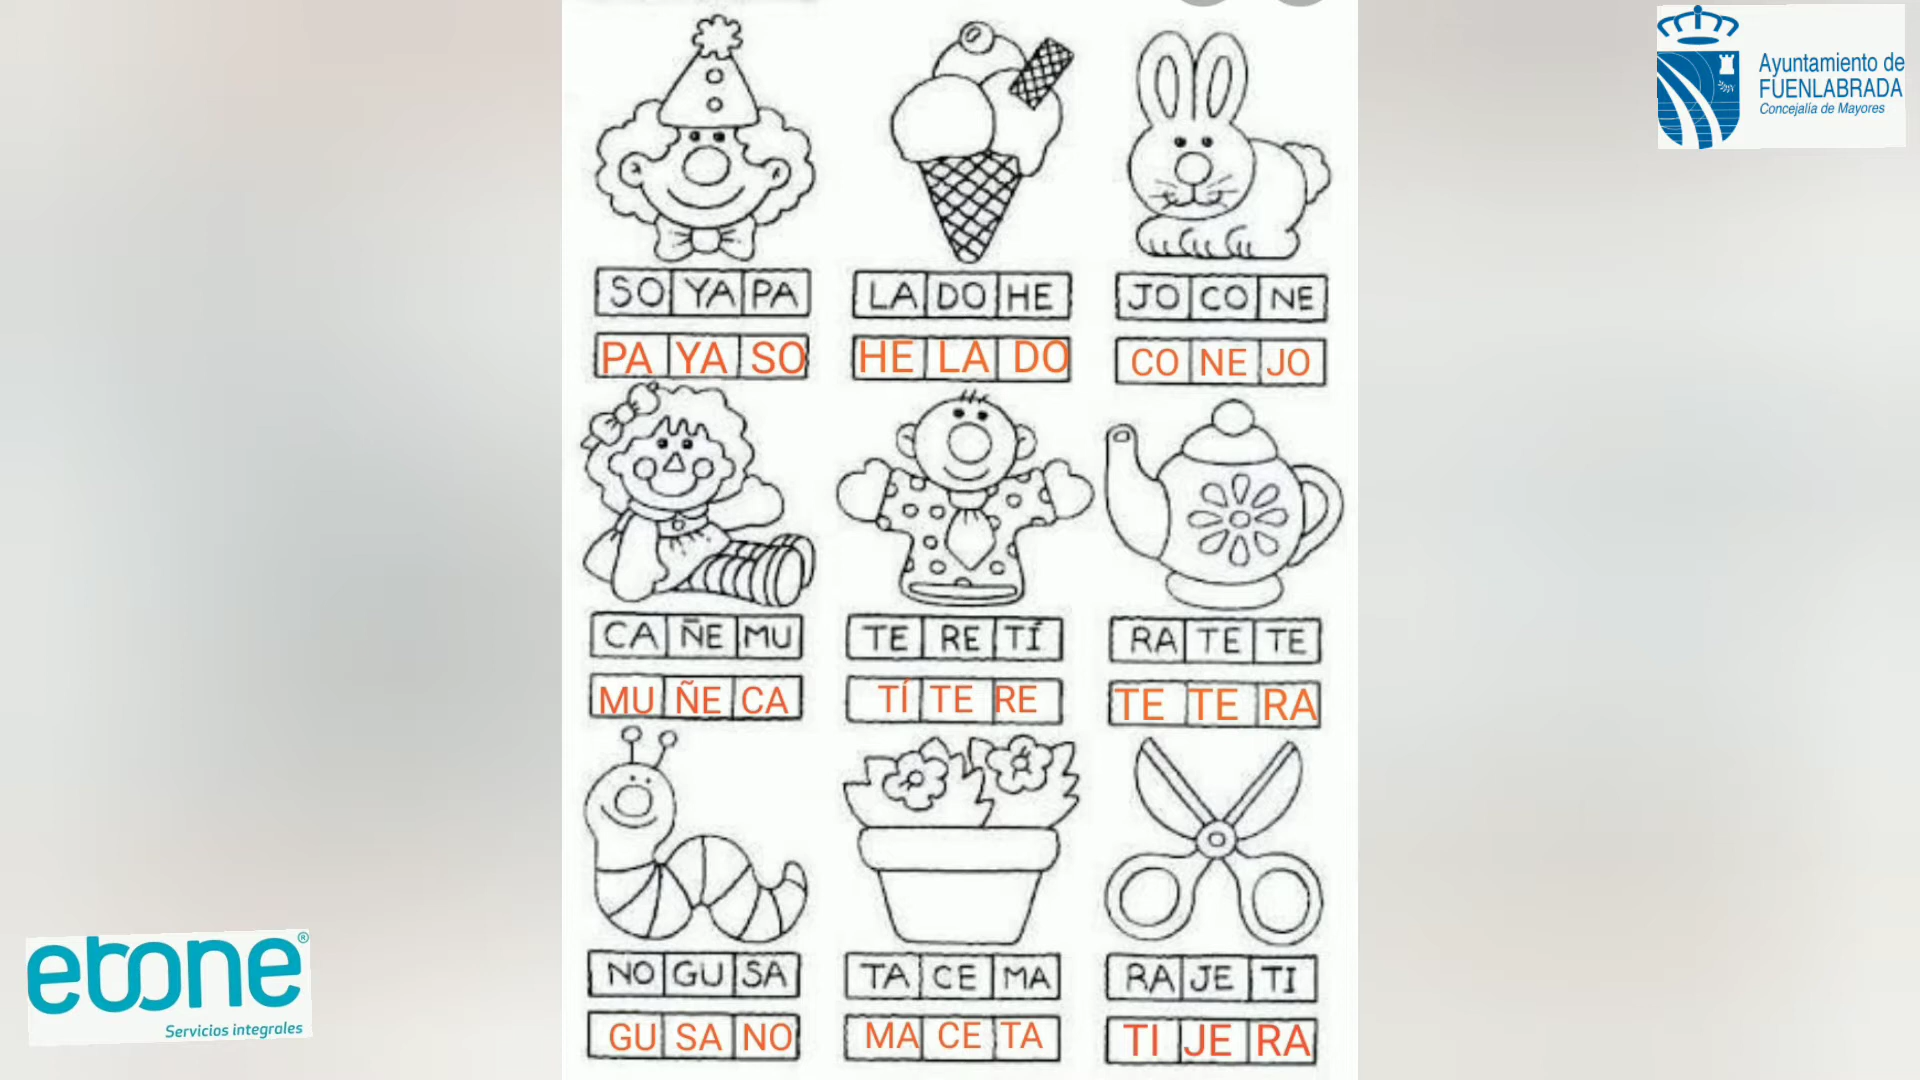 Ayuntamiento de
FUENLABRADA
Concejalía de Mayores
SO YA PA
LA DO HE
JO CO NE
PA YA SO
HE LA DO
CO NE JO
CA ÑE MU
TE RE TÍ
RA TE TE
MU ÑE CA
TÍ TE RE
TE TE RA
NO GU SA
TA CE MA
RA JE TI
GU SA NO
MA CE TA
TI JE RA
ebone®
Servicios integrales